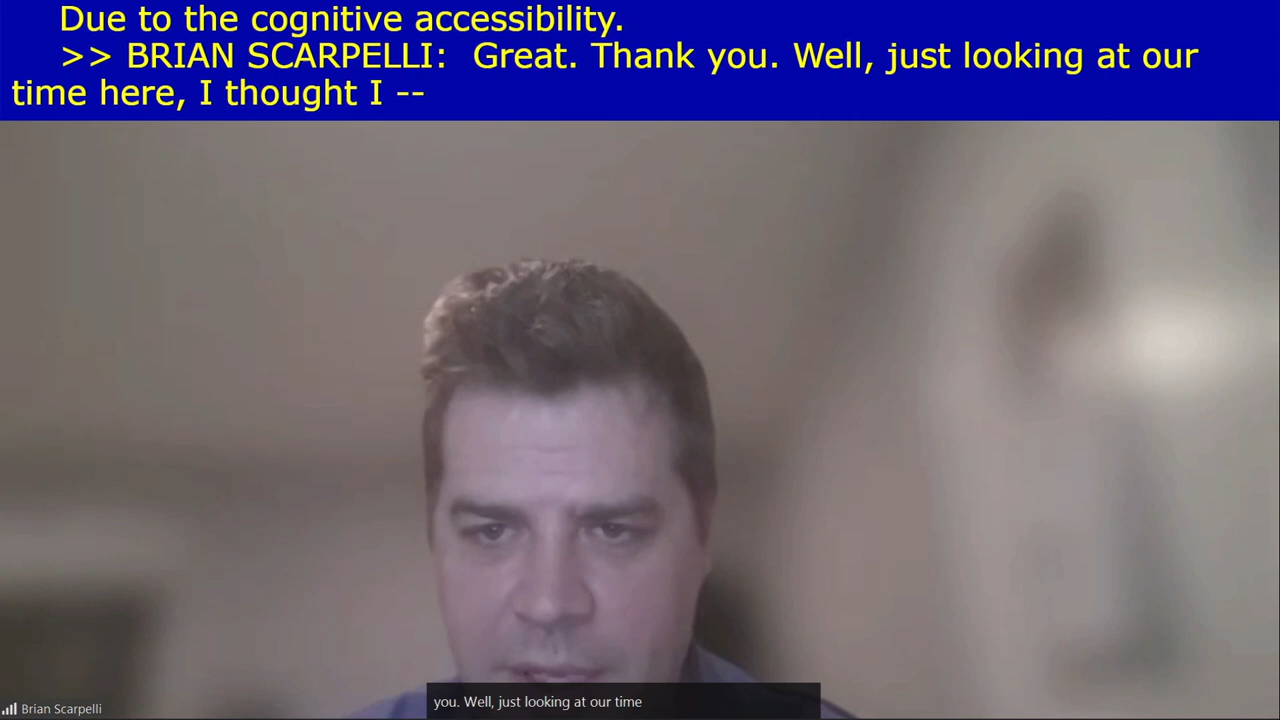 Due to the cognitive accessibility.
>> BRIAN SCARPELLI:  Great. Thank you. Well, just looking at our
time here, I thought I --
you. Well, just looking at our time
Brian Scarpelli